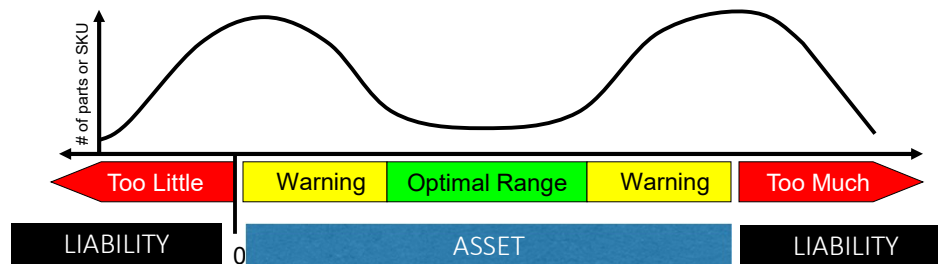 # of parts or SKU
Too Little
Warning
Optimal Range
Warning
Too Much
LIABILITY
0
ASSET
LIABILITY